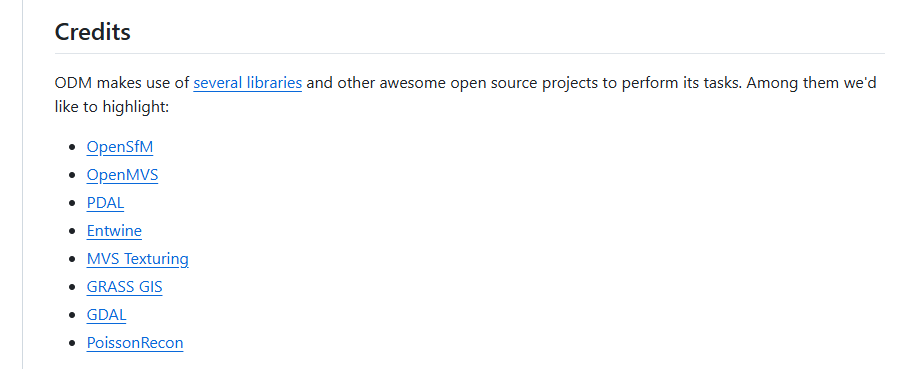 Credits
ODM makes use of several libraries and other awesome open source projects to perform its tasks. Among them we'd
like to highlight:
OpenSfM
OpenMVS
PDAL
Entwine
MVS Texturing
GRASS GIS
GDAL
PoissonRecon